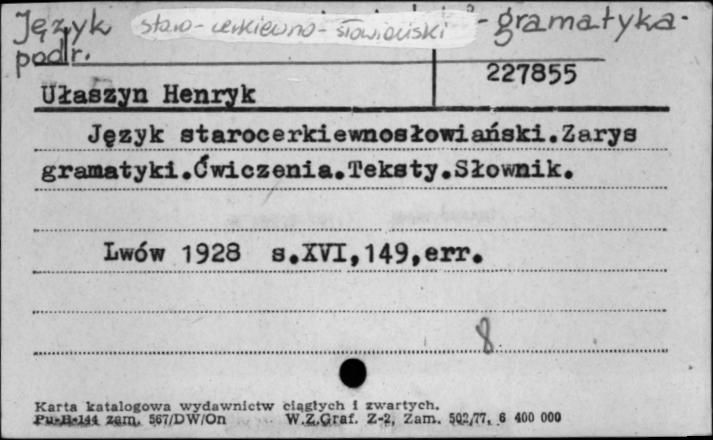 Język staro-cerkiewno-słowiański - gramatyka.
podr.
227855
Ułaszyn Henryk
Język starocerkiewnosłowiański.Zarys
gramatyki.Ćwiczenia.Teksty.Słownik.
Lwów 1928 s.XVI,149,err.
8
Karta katalogowa wydawnictw ciągłych i zwartych.
Pu-B-144 zam. 567/DW/On W.Z.Graf. Z-2, Zam. 502/77, 6 400 000